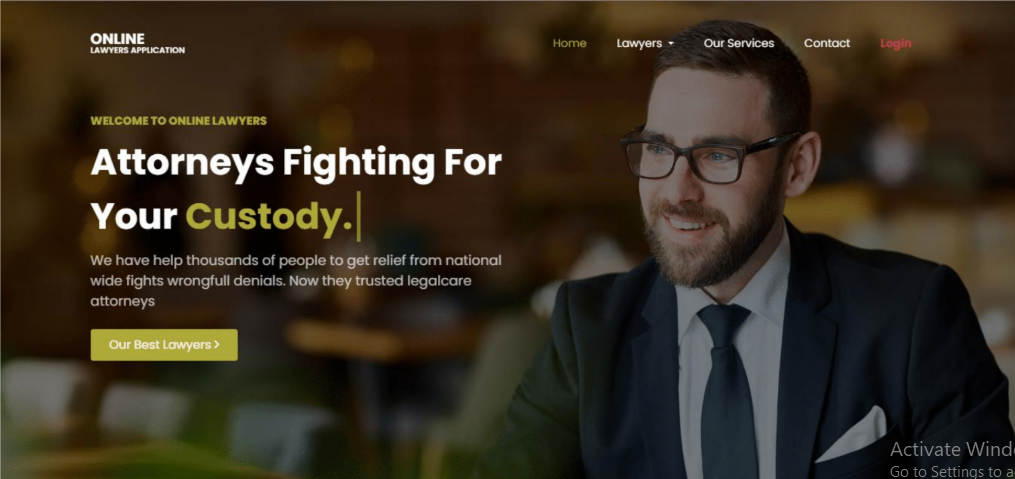 ONLINE
LAWYERS APPLICATION
Home Lawyers Our Services Contact Login
WELCOME TO ONLINE LAWYERS
Attorneys Fighting For
Your Custody.
We have help thousands of people to get relief from national
wide fights wrongfull denials. Now they trusted legalcare
attorneys
Our Best Lawyers >
Activate Wind
Go to Settings to a